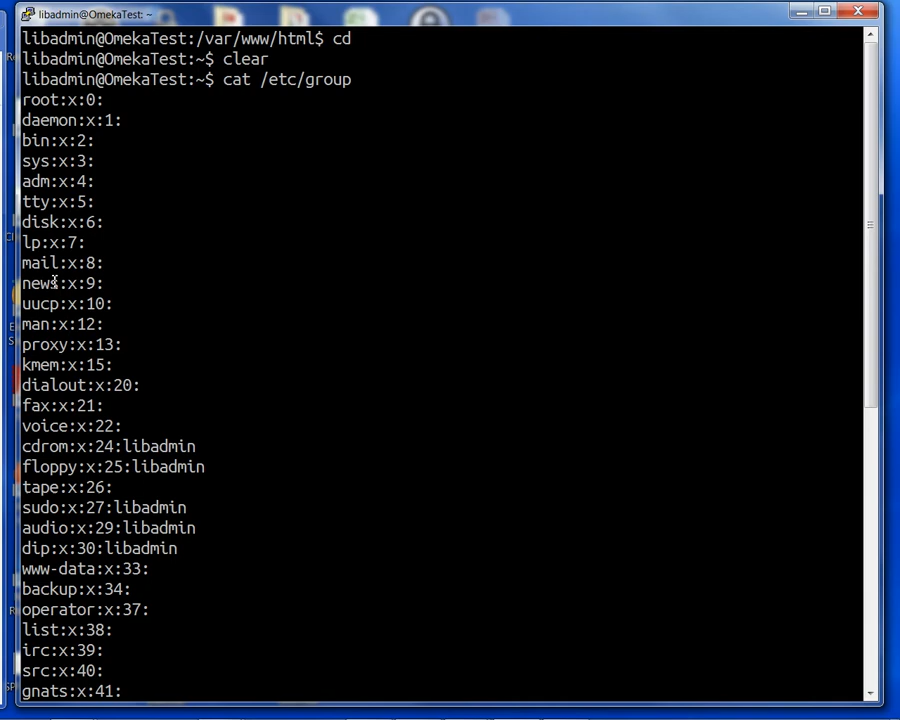 libadmin@OmekaTest: ~
libadmin@OmekaTest:/var/www/html$ cd
libadmin@OmekaTest:~$ clear
libadmin@OmekaTest:~$ cat /etc/group
root:x:0:
daemon:x:1:
bin:x:2:
sys:x:3:
adm:x:4:
tty:x:5:
disk:x:6:
lp:x:7:
mail:x:8:
news:x:9:
uucp:x:10:
man:x:12:
proxy:x:13:
kmem:x:15:
dialout:x:20:
fax:x:21:
voice:x:22:
cdrom:x:24:libadmin
floppy:x:25:libadmin
tape:x:26:
sudo:x:27:libadmin
audio:x:29:libadmin
dip:x:30:libadmin
www-data:x:33:
backup:x:34:
operator:x:37:
list:x:38:
irc:x:39:
src:x:40:
gnats:x:41: